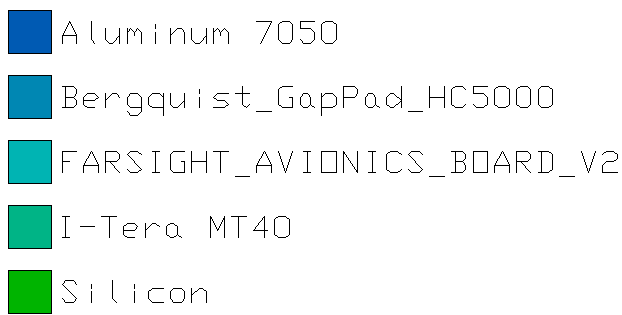 Aluminum 7050
Bergquist_GapPad_HC5000
FARSIGHT_AVIONICS_BOARD_V2
I-Tera MT40
Silicon